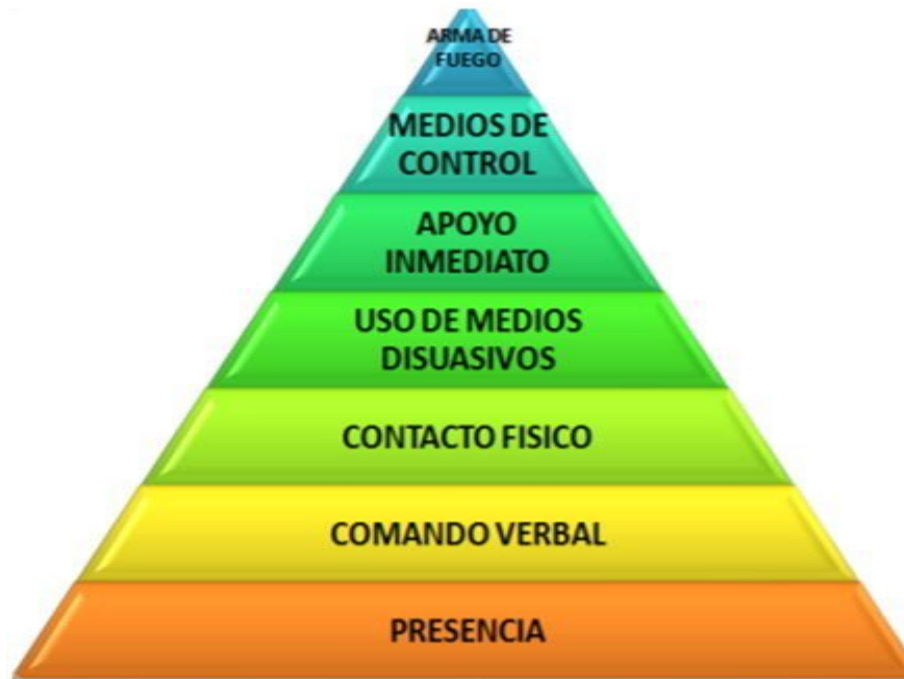 ARMA DE
FUEGO
MEDIOS DE
CONTROL
APOYO
INMEDIATO
USO DE MEDIOS
DISUASIVOS
CONTACTO FISICO
COMANDO VERBAL
PRESENCIA